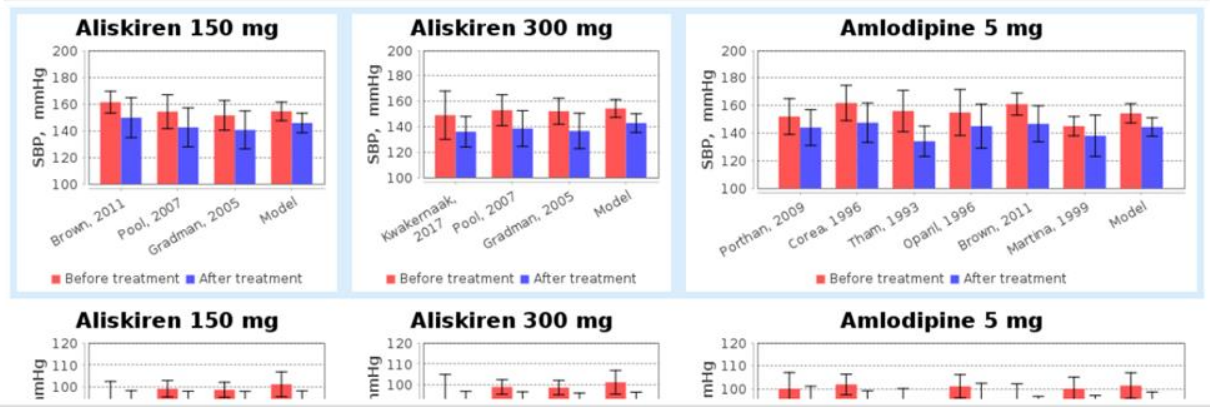 Aliskiren 150 mg
SBP, mmHg
200
180
160
140
120
100
Brown, 2011
Pool, 2007
Gradman, 2005
Model
Before treatment After treatment
Aliskiren 300 mg
SBP, mmHg
200
180
160
140
120
100
Kwakernaak,
2017
Pool, 2007
Gradman, 2005
Model
Before treatment After treatment
Amlodipine 5 mg
SBP, mmHg
200
180
160
140
120
100
Porthan, 2009
Corea, 1996
Tham, 1993
Oparil, 1996
Brown, 2011
Martina, 1999
Model
Before treatment After treatment
Aliskiren 150 mg
mmHg
120
110
100
Aliskiren 300 mg
mmHg
120
110
100
Amlodipine 5 mg
mmHg
120
110
100